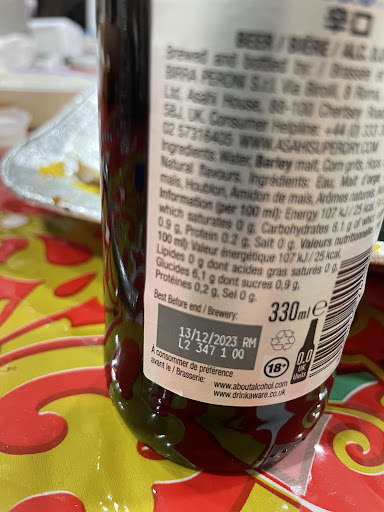 辛口
BEER / BIÈRE / ALC. 0.
Brewed and bottled by / Brassée
BIRRA PERONI S.r.l. Via Birolli, 8 Roma
Ltd, Asahi House, 88-100 Chertsey Road
5BJ, UK. Consumer Helpline: +44 (0) 333
02 57316405 WWW.ASAHISUPERDRY.COM
Ingredients: Water, Barley malt, Corn grits, Hops,
Natural flavours. Ingrédients: Eau, Malt d'orge
maïs, Houblon, Amidon de maïs, Arômes naturels
Information (per 100 ml): Energy 107 kJ / 25 kcal,
which saturates 0 g, Carbohydrates 6,1 g of which
0,9 g, Protein 0,2 g, Salt 0 g. Valeurs nutritionnelles
100 ml): Valeur énergétique 107 kJ / 25 kcal,
Lipides 0 g dont acides gras saturés 0 g,
Glucides 6,1 g dont sucres 0,9 g,
Protéines 0,2 g, Sel 0 g.
Best Before end / Brewery:
330ml e
13/12/2023 RM
L2 347 1 00
À consommer de préférence
avant le / Brasserie:
18+
0.0
UK
Units
www.aboutalcohol.com
www.drinkaware.co.uk